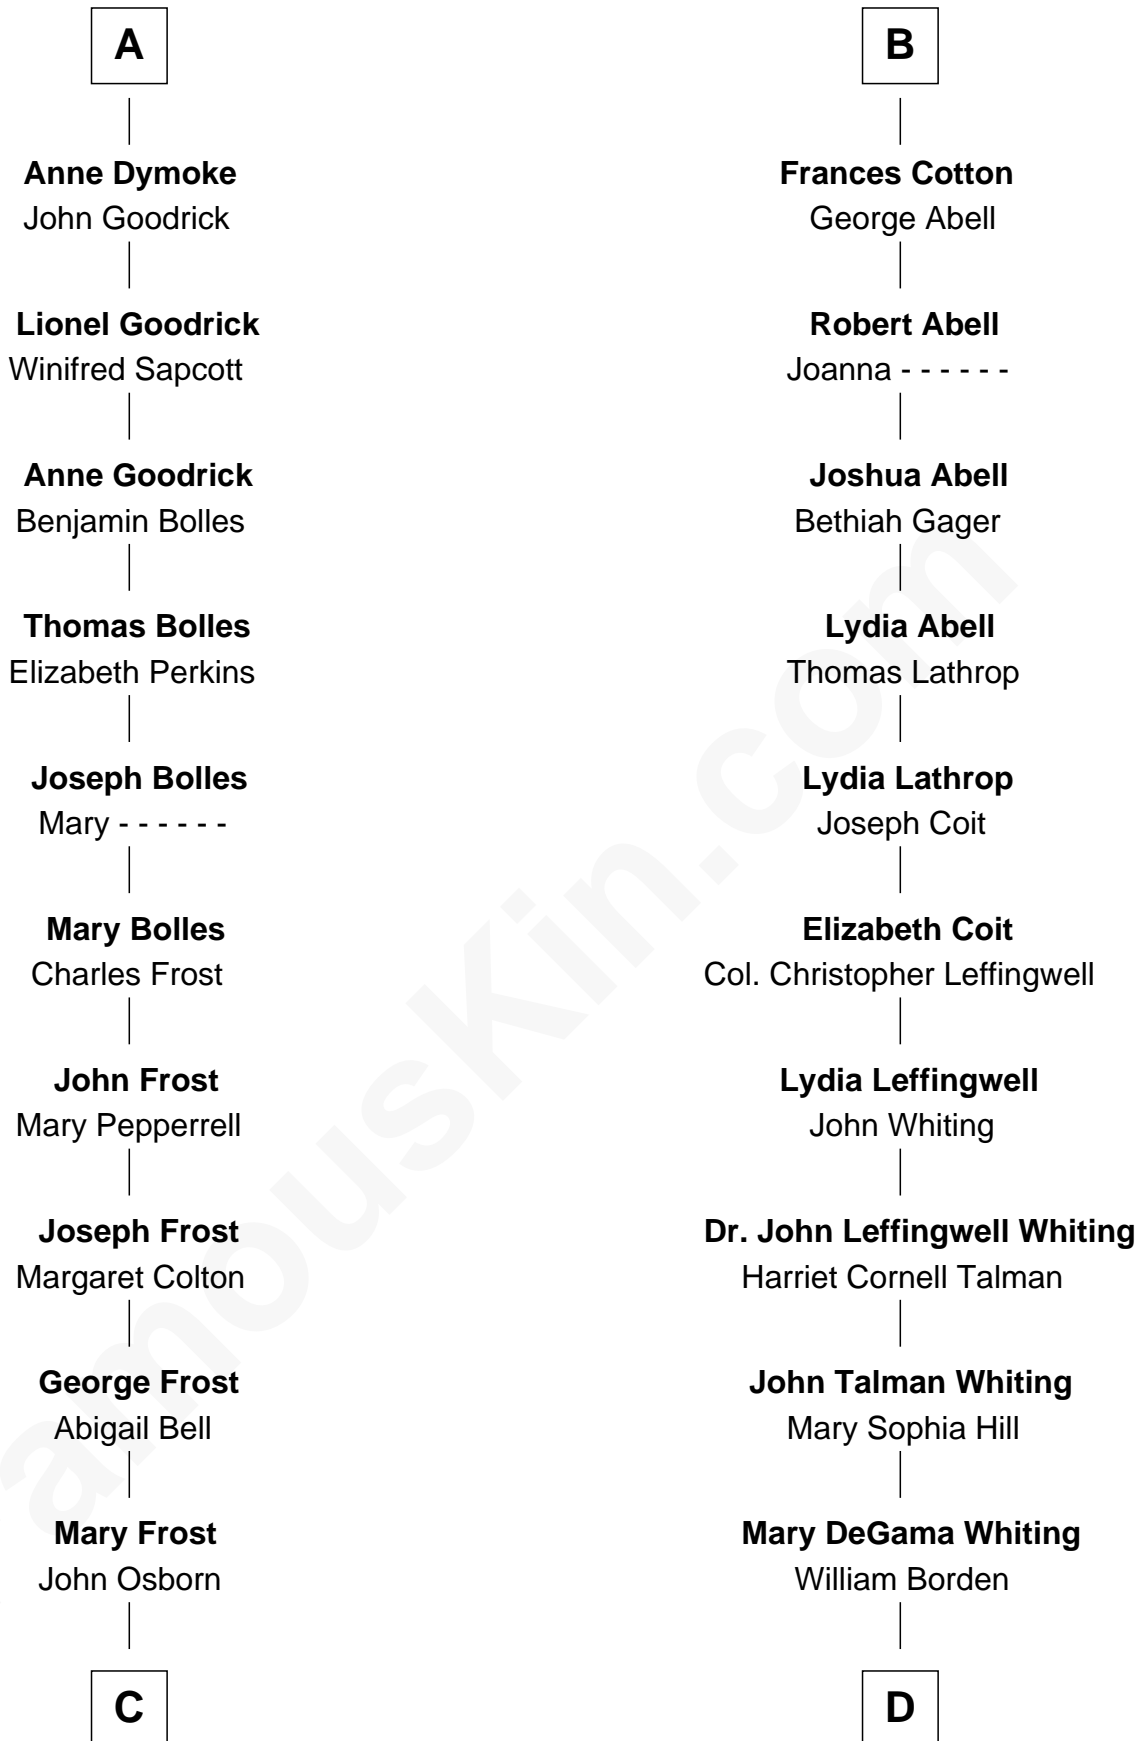 A
Anne Dymoke
John Goodrick
Lionel Goodrick
Winifred Sapcott
Anne Goodrick
Benjamin Bolles
Thomas Bolles
Elizabeth Perkins
Joseph Bolles
Mary - - - - - -
Mary Bolles
Charles Frost
John Frost
Mary Pepperrell
Joseph Frost
Margaret Colton
George Frost
Abigail Bell
Mary Frost
John Osborn
C
B
Frances Cotton
George Abell
Robert Abell
Joanna - - - - - -
Joshua Abell
Bethiah Gager
Lydia Abell
Thomas Lathrop
Lydia Lathrop
Joseph Coit
Elizabeth Coit
Col. Christopher Leffingwell
Lydia Leffingwell
John Whiting
Dr. John Leffingwell Whiting
Harriet Cornell Talman
John Talman Whiting
Mary Sophia Hill
Mary DeGama Whiting
William Borden
D
amousKin.com